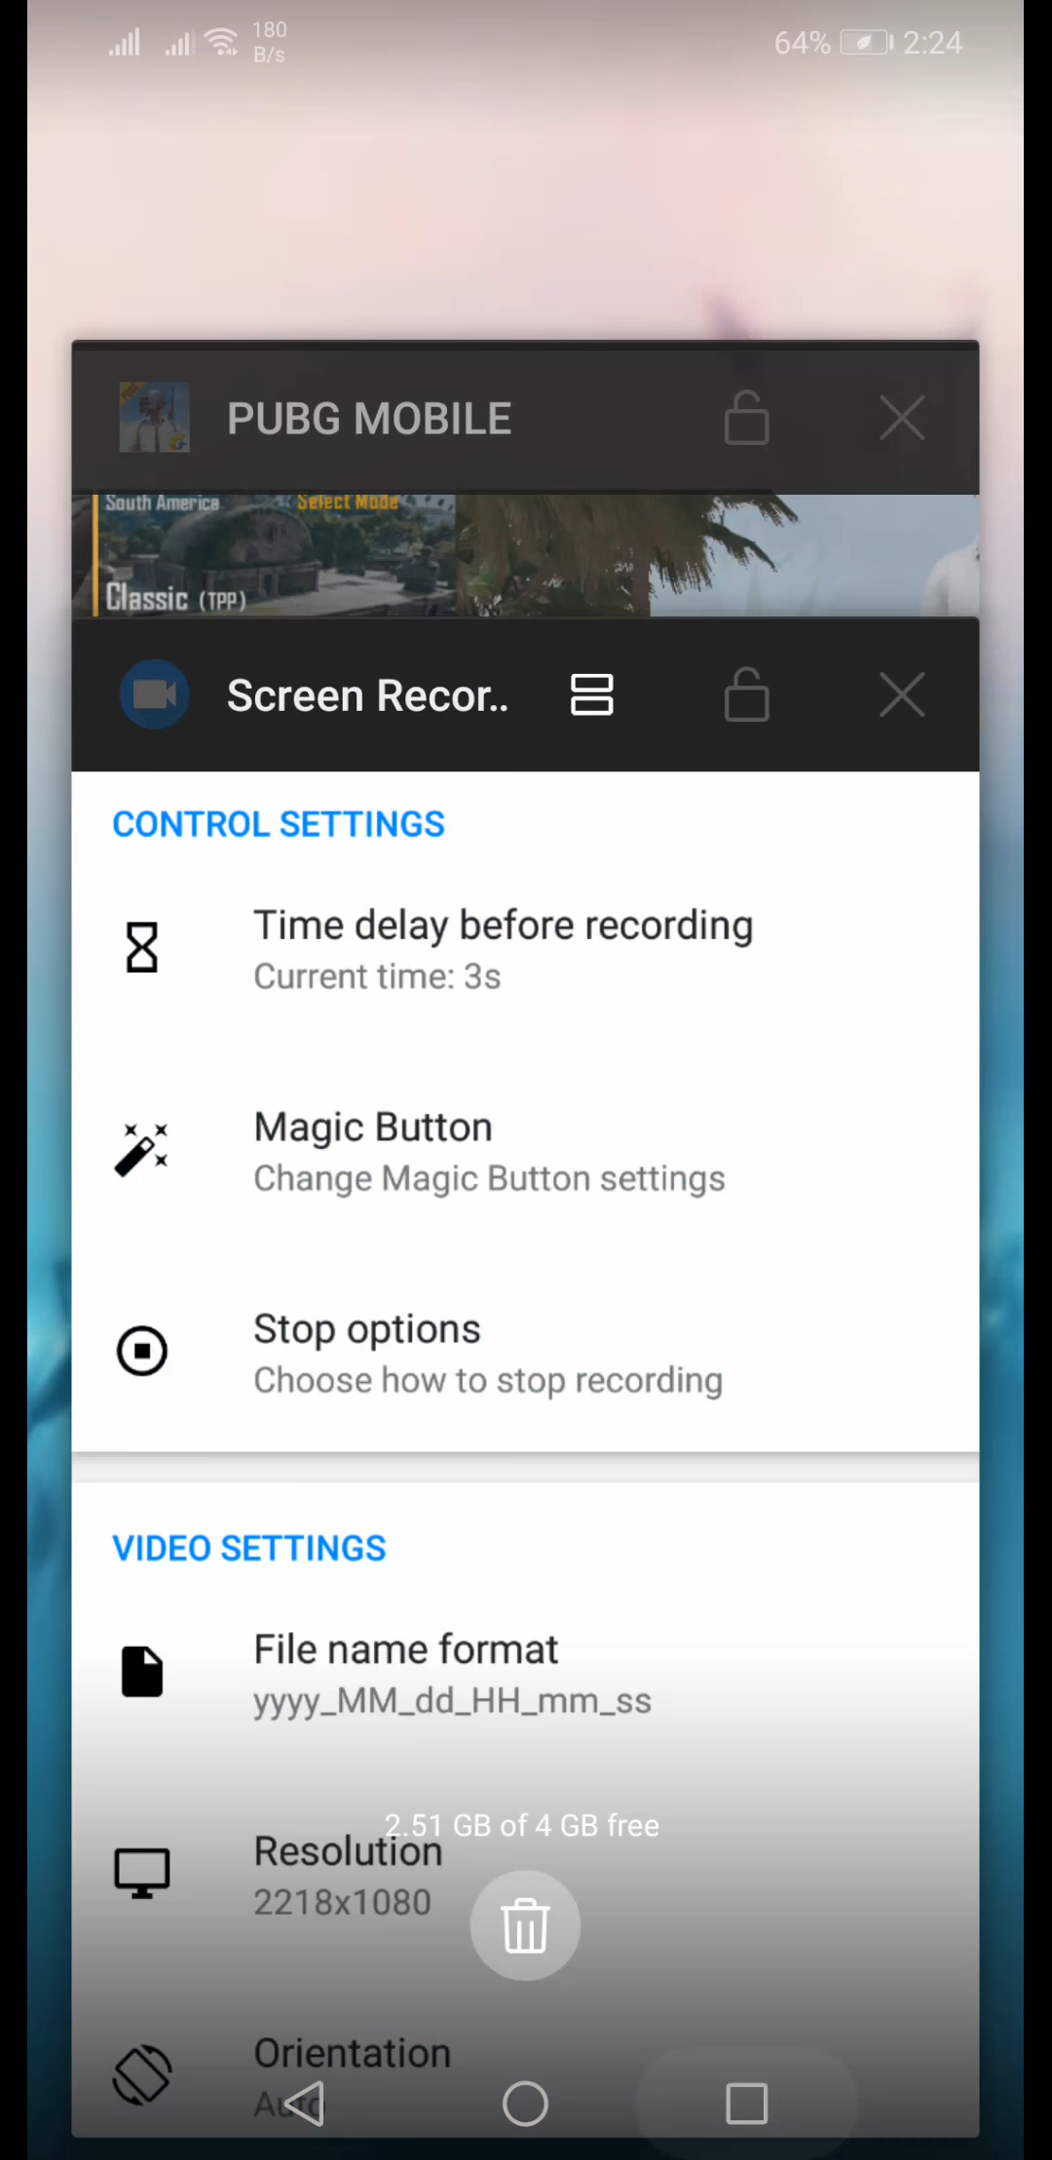 180
B/s
64%
2:24
PUBG MOBILE
South America
Select Mode
Classic (TPP)
Screen Recor..
CONTROL SETTINGS
Time delay before recording
Current time: 3s
Magic Button
Change Magic Button settings
Stop options
Choose how to stop recording
VIDEO SETTINGS
File name format
yyyy_MM_dd_HH_mm_ss
2.51 GB of 4 GB free
Resolution
2218x1080
Orientation
Auto